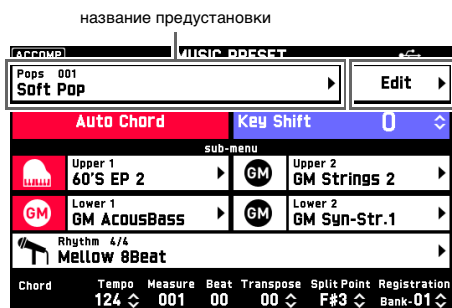 название предустановки
ACCOMP MUSIC PRESET
Pops 001
Soft Pop
Edit
Auto Chord Key Shift 0
sub-menu
Upper 1
60'S EP 2
GM
Upper 2
GM Strings 2
GM
Lower 1
GM AcousBass
GM
Lower 2
GM Syn-Str.1
Rhythm 4/4
Mellow 8Beat
Chord Tempo Measure Beat Transpose Split Point Registration
124 001 00 00 F#3 Bank-01